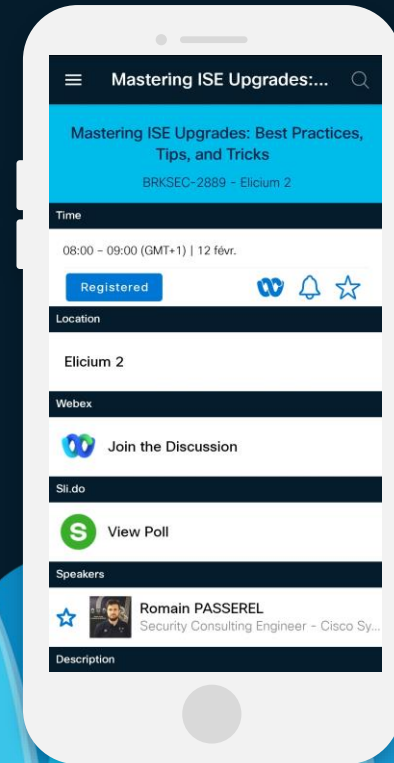 Mastering ISE Upgrades:...
Mastering ISE Upgrades: Best Practices,
Tips, and Tricks
BRKSEC-2889 - Elicium 2
Time
08:00 – 09:00 (GMT+1) | 12 févr.
Registered
Location
Elicium 2
Webex
Join the Discussion
Sli.do
S View Poll
Speakers
Romain PASSEREL
Security Consulting Engineer - Cisco Sy...
Description